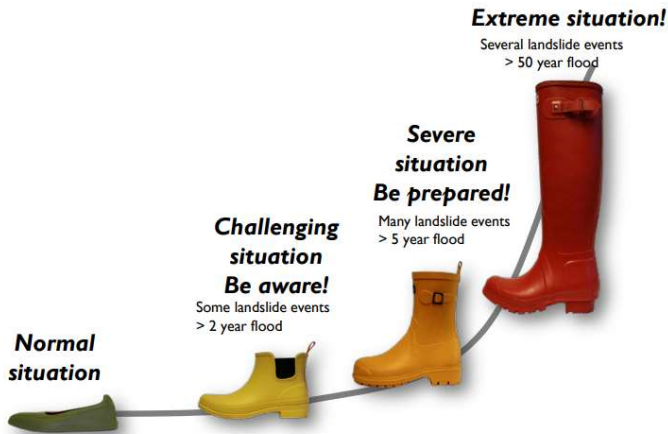 Extreme situation!
Several landslide events
> 50 year flood
Severe
situation
Be prepared!
Many landslide events
> 5 year flood
Challenging
situation
Be aware!
Some landslide events
> 2 year flood
Normal
situation